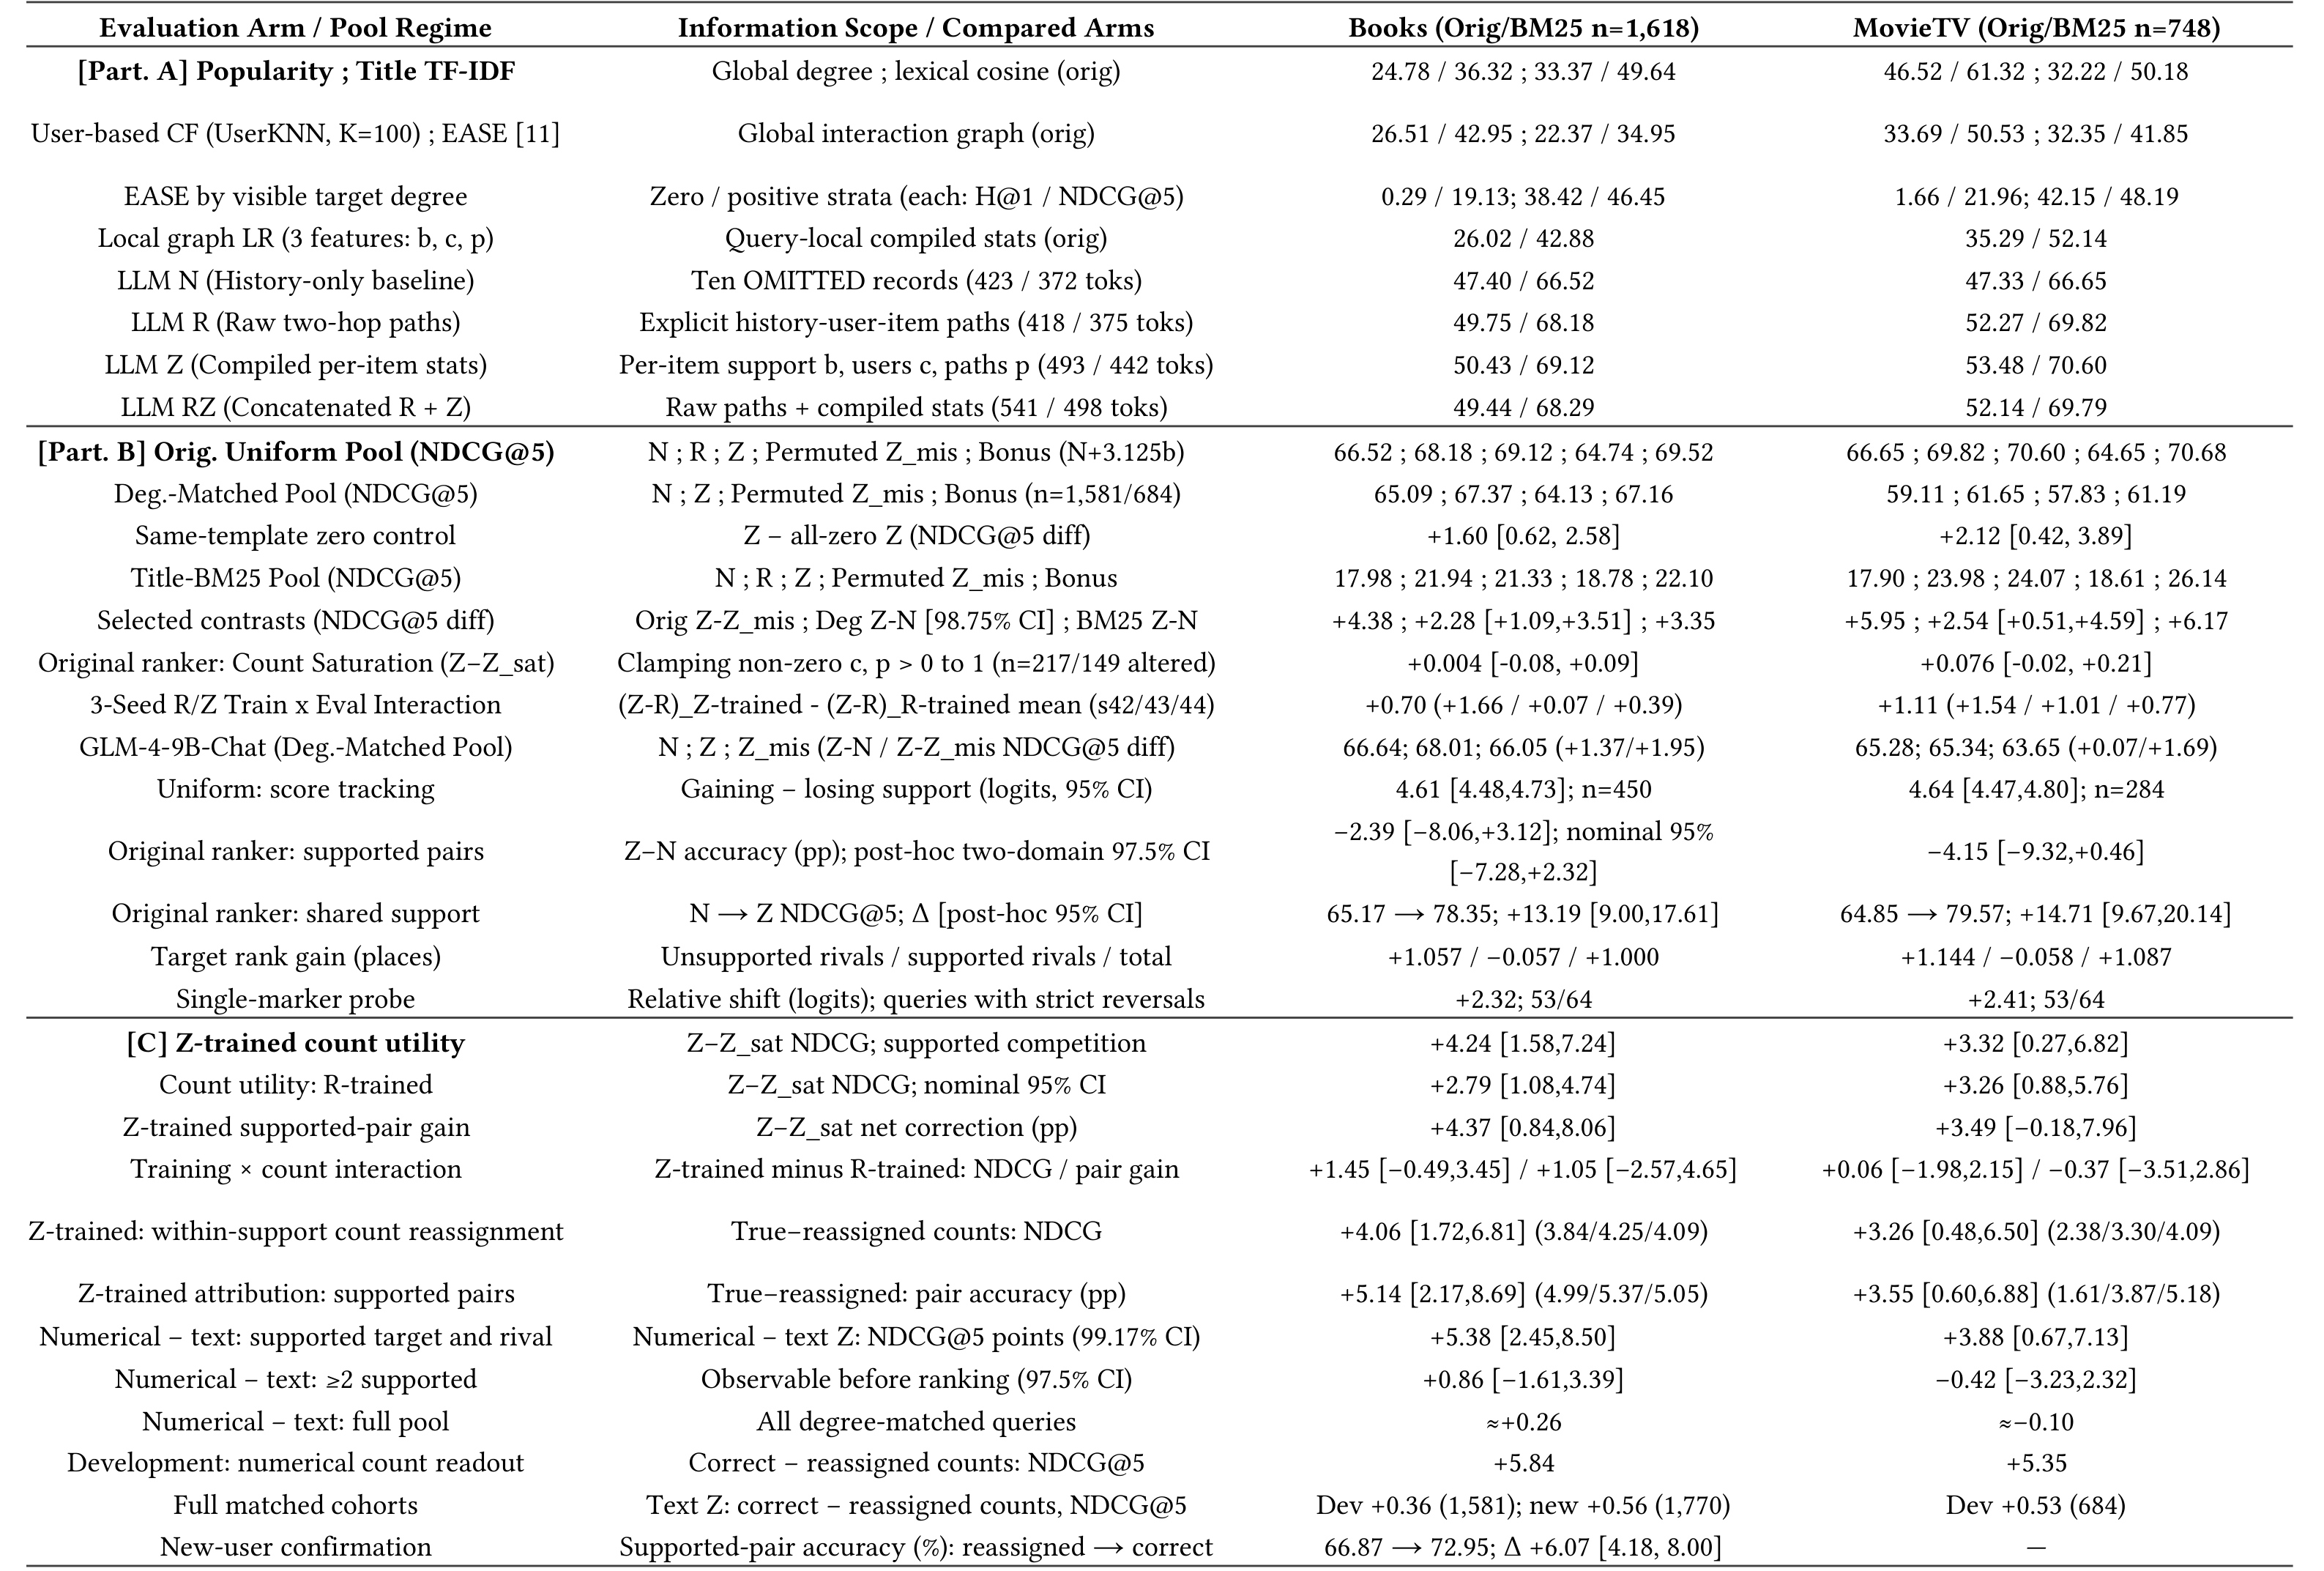 Evaluation Arm / Pool Regime Information Scope / Compared Arms Books (Orig/BM25 n=1,618) MovieTV (Orig/BM25 n=748)
[Part. A] Popularity ; Title TF-IDF Global degree ; lexical cosine (orig) 24.78 / 36.32 ; 33.37 / 49.64 46.52 / 61.32 ; 32.22 / 50.18
User-based CF (UserKNN, K=100) ; EASE [11] Global interaction graph (orig) 26.51 / 42.95 ; 22.37 / 34.95 33.69 / 50.53 ; 32.35 / 41.85
EASE by visible target degree Zero / positive strata (each: H@1 / NDCG@5) 0.29 / 19.13; 38.42 / 46.45 1.66 / 21.96; 42.15 / 48.19
Local graph LR (3 features: b, c, p) Query-local compiled stats (orig) 26.02 / 42.88 35.29 / 52.14
LLM N (History-only baseline) Ten OMITTED records (423 / 372 toks) 47.40 / 66.52 47.33 / 66.65
LLM R (Raw two-hop paths) Explicit history-user-item paths (418 / 375 toks) 49.75 / 68.18 52.27 / 69.82
LLM Z (Compiled per-item stats) Per-item support b, users c, paths p (493 / 442 toks) 50.43 / 69.12 53.48 / 70.60
LLM RZ (Concatenated R + Z) Raw paths + compiled stats (541 / 498 toks) 49.44 / 68.29 52.14 / 69.79
[Part. B] Orig. Uniform Pool (NDCG@5) N ; R ; Z ; Permuted Z_mis ; Bonus (N+3.125b) 66.52 ; 68.18 ; 69.12 ; 64.74 ; 69.52 66.65 ; 69.82 ; 70.60 ; 64.65 ; 70.68
Deg.-Matched Pool (NDCG@5) N ; Z ; Permuted Z_mis ; Bonus (n=1,581/684) 65.09 ; 67.37 ; 64.13 ; 67.16 59.11 ; 61.65 ; 57.83 ; 61.19
Same-template zero control Z – all-zero Z (NDCG@5 diff) +1.60 [0.62, 2.58] +2.12 [0.42, 3.89]
Title-BM25 Pool (NDCG@5) N ; R ; Z ; Permuted Z_mis ; Bonus 17.98 ; 21.94 ; 21.33 ; 18.78 ; 22.10 17.90 ; 23.98 ; 24.07 ; 18.61 ; 26.14
Selected contrasts (NDCG@5 diff) Orig Z-Z_mis ; Deg Z-N [98.75% CI] ; BM25 Z-N +4.38 ; +2.28 [+1.09,+3.51] ; +3.35 +5.95 ; +2.54 [+0.51,+4.59] ; +6.17
Original ranker: Count Saturation (Z−Z_sat) Clamping non-zero c, p > 0 to 1 (n=217/149 altered) +0.004 [-0.08, +0.09] +0.076 [-0.02, +0.21]
3-Seed R/Z Train x Eval Interaction (Z-R)_Z-trained - (Z-R)_R-trained mean (s42/43/44) +0.70 (+1.66 / +0.07 / +0.39) +1.11 (+1.54 / +1.01 / +0.77)
GLM-4-9B-Chat (Deg.-Matched Pool) N ; Z ; Z_mis (Z-N / Z-Z_mis NDCG@5 diff) 66.64; 68.01; 66.05 (+1.37/+1.95) 65.28; 65.34; 63.65 (+0.07/+1.69)
Uniform: score tracking Gaining – losing support (logits, 95% CI) 4.61 [4.48,4.73]; n=450 4.64 [4.47,4.80]; n=284
Original ranker: supported pairs Z−N accuracy (pp); post-hoc two-domain 97.5% CI −2.39 [−8.06,+3.12]; nominal 95% [−7.28,+2.32] −4.15 [−9.32,+0.46]
Original ranker: shared support N → Z NDCG@5; Δ [post-hoc 95% CI] 65.17 → 78.35; +13.19 [9.00,17.61] 64.85 → 79.57; +14.71 [9.67,20.14]
Target rank gain (places) Unsupported rivals / supported rivals / total +1.057 / −0.057 / +1.000 +1.144 / −0.058 / +1.087
Single-marker probe Relative shift (logits); queries with strict reversals +2.32; 53/64 +2.41; 53/64
[C] Z-trained count utility Z−Z_sat NDCG; supported competition +4.24 [1.58,7.24] +3.32 [0.27,6.82]
Count utility: R-trained Z−Z_sat NDCG; nominal 95% CI +2.79 [1.08,4.74] +3.26 [0.88,5.76]
Z-trained supported-pair gain Z−Z_sat net correction (pp) +4.37 [0.84,8.06] +3.49 [−0.18,7.96]
Training × count interaction Z-trained minus R-trained: NDCG / pair gain +1.45 [−0.49,3.45] / +1.05 [−2.57,4.65] +0.06 [−1.98,2.15] / −0.37 [−3.51,2.86]
Z-trained: within-support count reassignment True−reassigned counts: NDCG +4.06 [1.72,6.81] (3.84/4.25/4.09) +3.26 [0.48,6.50] (2.38/3.30/4.09)
Z-trained attribution: supported pairs True−reassigned: pair accuracy (pp) +5.14 [2.17,8.69] (4.99/5.37/5.05) +3.55 [0.60,6.88] (1.61/3.87/5.18)
Numerical – text: supported target and rival Numerical – text Z: NDCG@5 points (99.17% CI) +5.38 [2.45,8.50] +3.88 [0.67,7.13]
Numerical – text: ≥2 supported Observable before ranking (97.5% CI) +0.86 [−1.61,3.39] −0.42 [−3.23,2.32]
Numerical – text: full pool All degree-matched queries ≈+0.26 ≈−0.10
Development: numerical count readout Correct – reassigned counts: NDCG@5 +5.84 +5.35
Full matched cohorts Text Z: correct – reassigned counts, NDCG@5 Dev +0.36 (1,581); new +0.56 (1,770) Dev +0.53 (684)
New-user confirmation Supported-pair accuracy (%): reassigned → correct 66.87 → 72.95; Δ +6.07 [4.18, 8.00] —